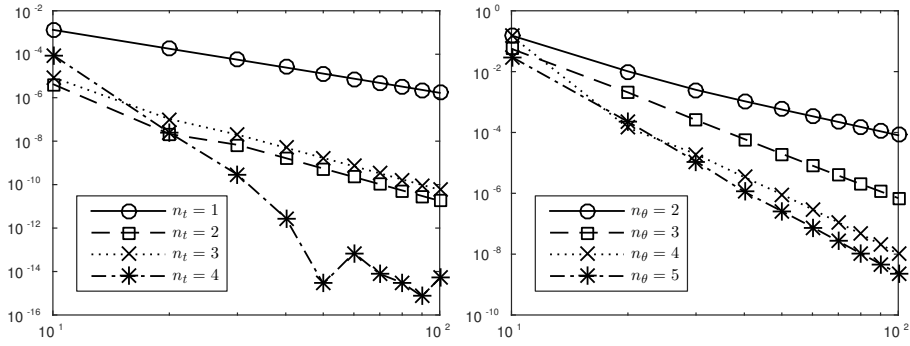 10^-2
10^-4
10^-6
10^-8
10^-10
10^-12
10^-14
10^-16
10^1
10^2
n_t = 1
n_t = 2
n_t = 3
n_t = 4
10^0
10^-2
10^-4
10^-6
10^-8
10^-10
10^1
10^2
n_θ = 2
n_θ = 3
n_θ = 4
n_θ = 5